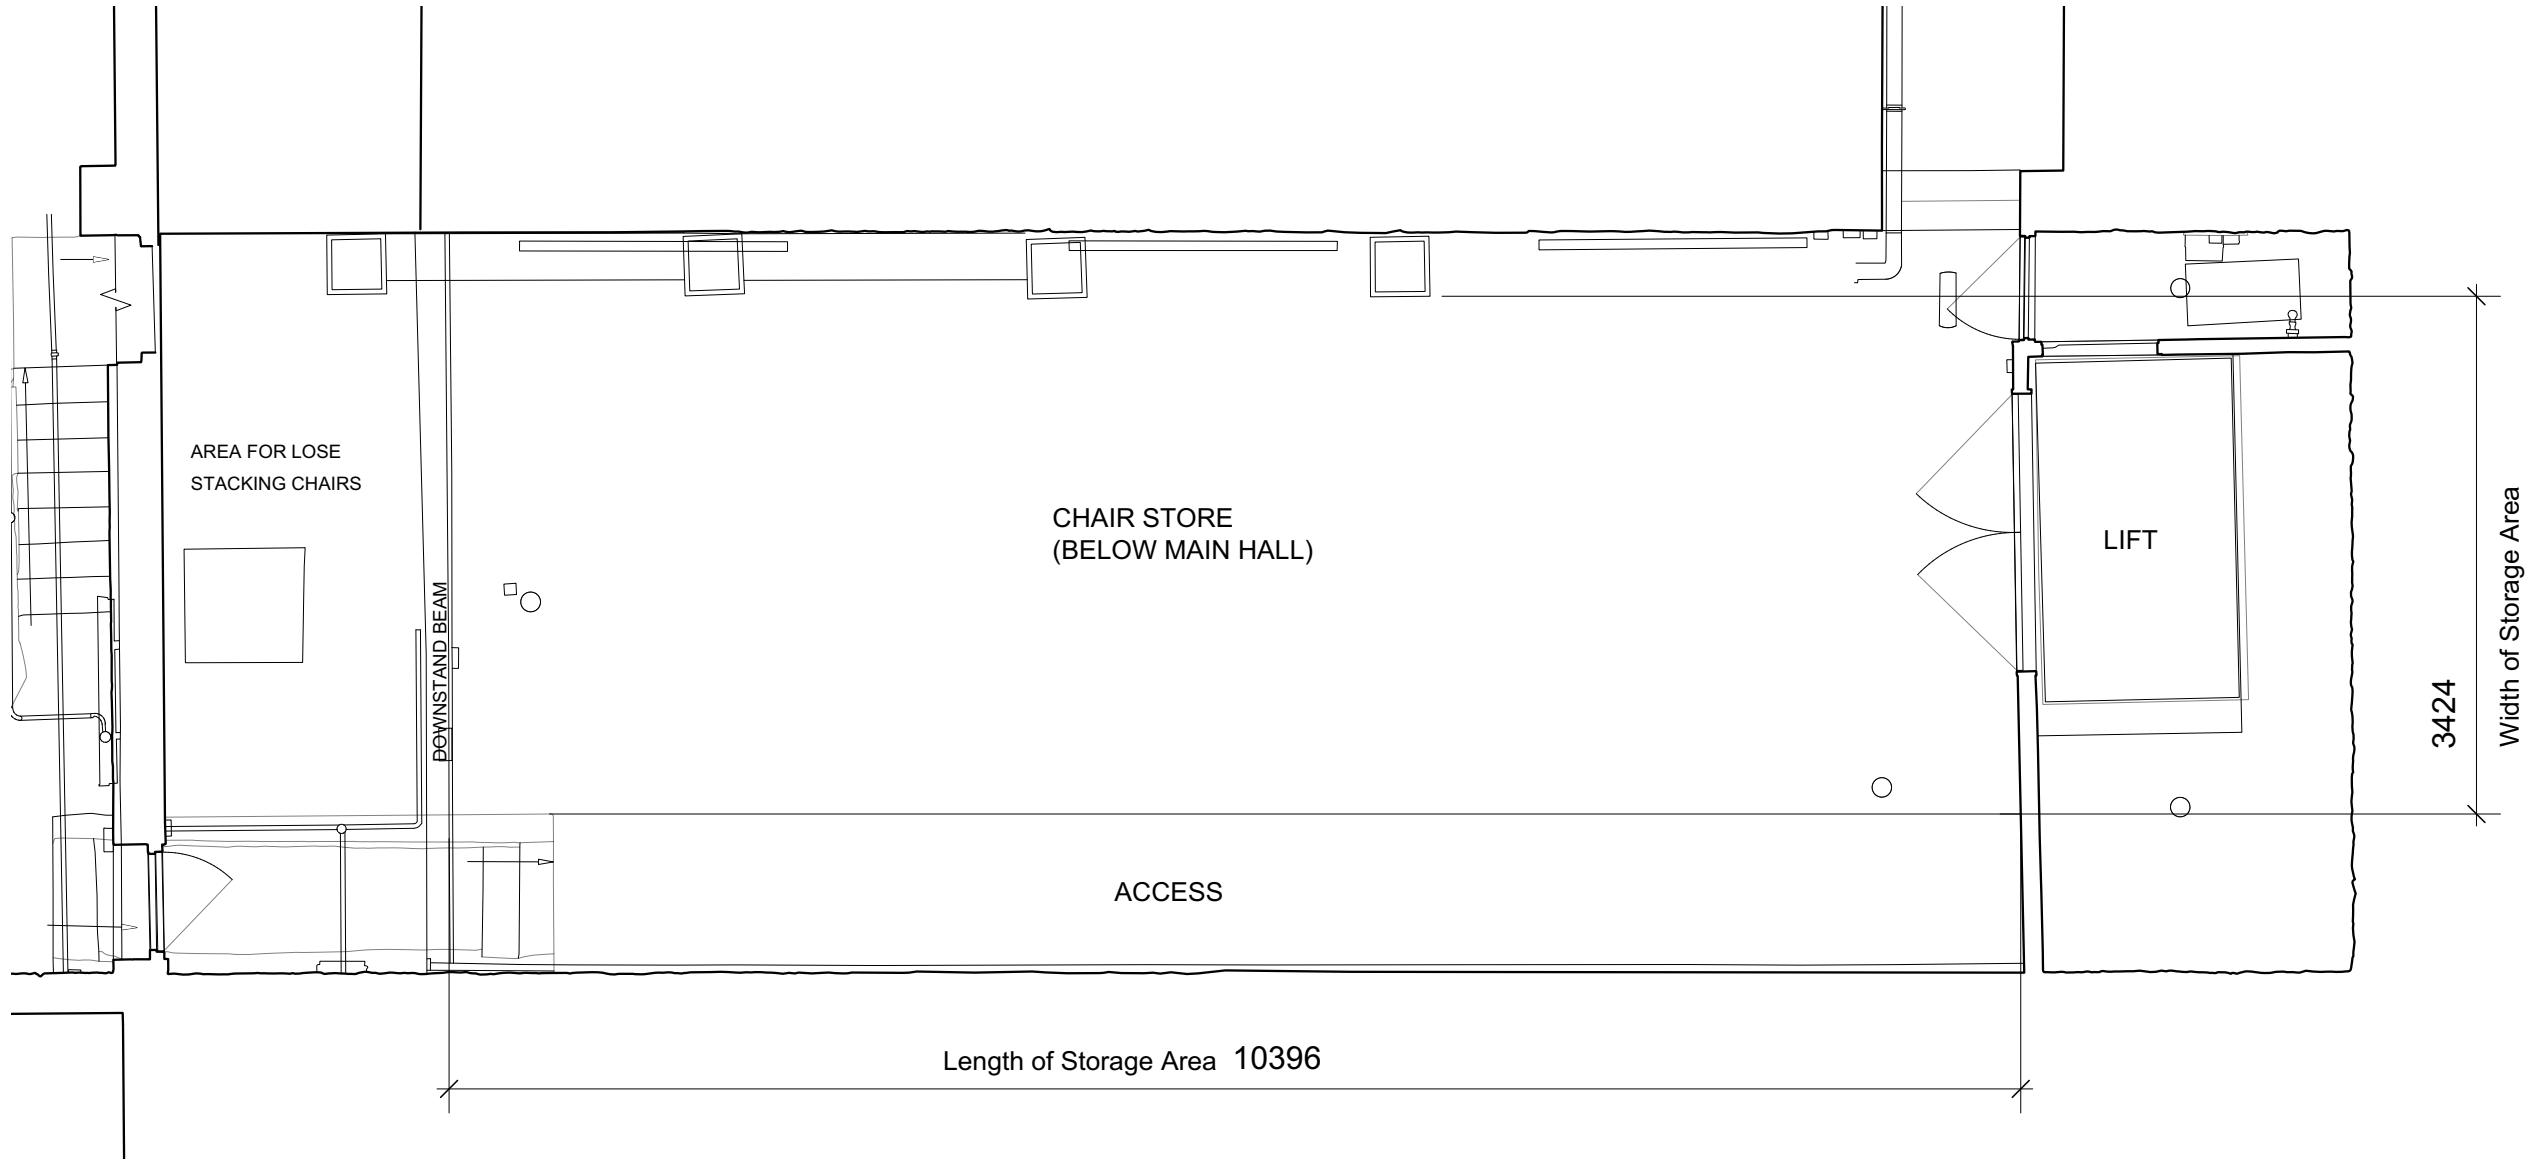 AREA FOR LOSE
STACKING CHAIRS
DOWNSTAND BEAM
CHAIR STORE
(BELOW MAIN HALL)
LIFT
ACCESS
3424
Width of Storage Area
Length of Storage Area 10396